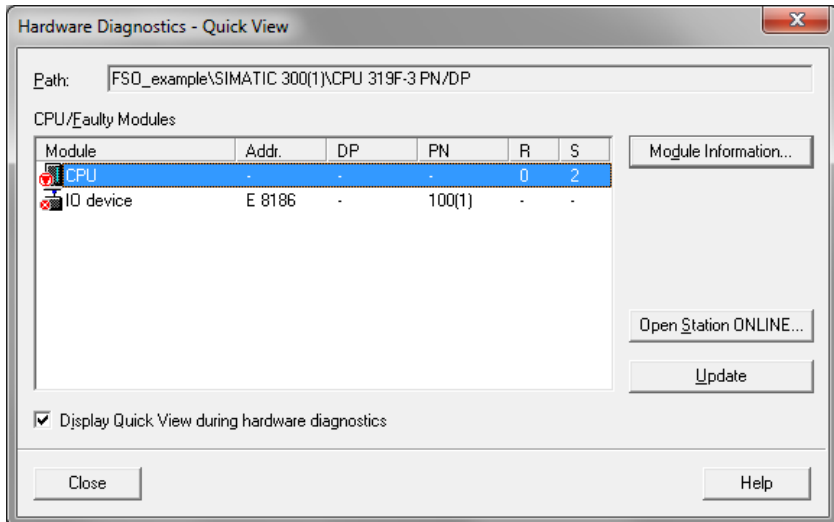 Hardware Diagnostics - Quick View
Path: FSO_example\SIMATIC 300(1)\CPU 319F-3 PN/DP
CPU/Faulty Modules
Module Addr. DP PN R S
CPU - - - 0 2
IO device E 8186 - 100(1) - -
Module Information...
Open Station ONLINE...
Update
Display Quick View during hardware diagnostics
Close Help